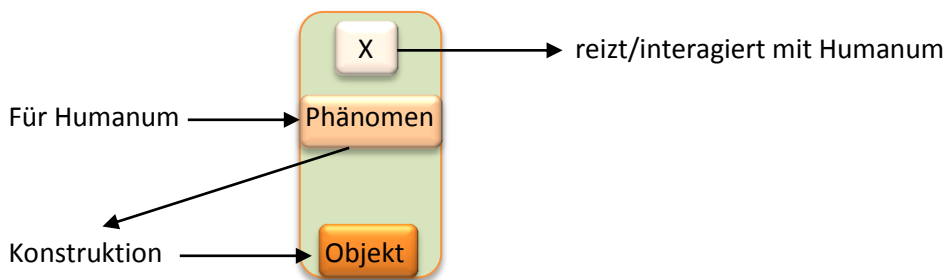 X reizt/interagiert mit Humanum
Für Humanum Phänomen
Konstruktion Objekt